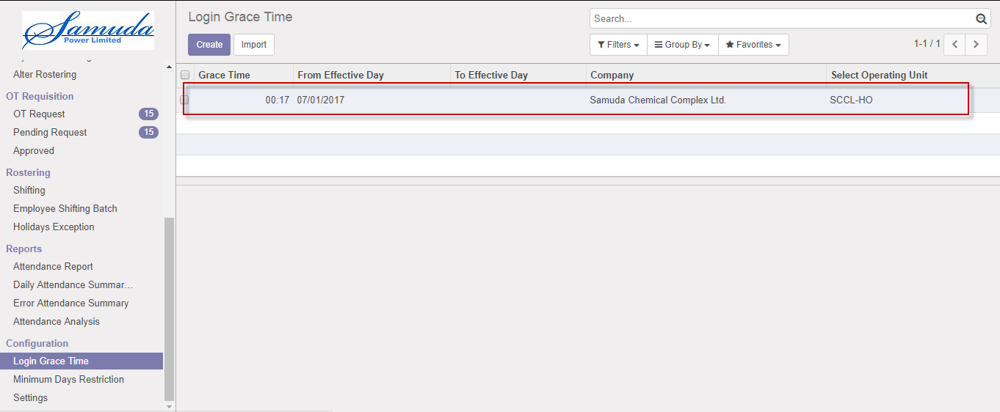 Samuda
Power Limited
Alter Rostering
OT Requisition
OT Request 15
Pending Request 15
Approved
Rostering
Shifting
Employee Shifting Batch
Holidays Exception
Reports
Attendance Report
Daily Attendance Summar...
Error Attendance Summary
Attendance Analysis
Configuration
Login Grace Time
Minimum Days Restriction
Settings
Login Grace Time
Search...
Create Import
Filters Group By Favorites 1-1 / 1
Grace Time From Effective Day To Effective Day Company Select Operating Unit
00:17 07/01/2017 Samuda Chemical Complex Ltd. SCCL-HO